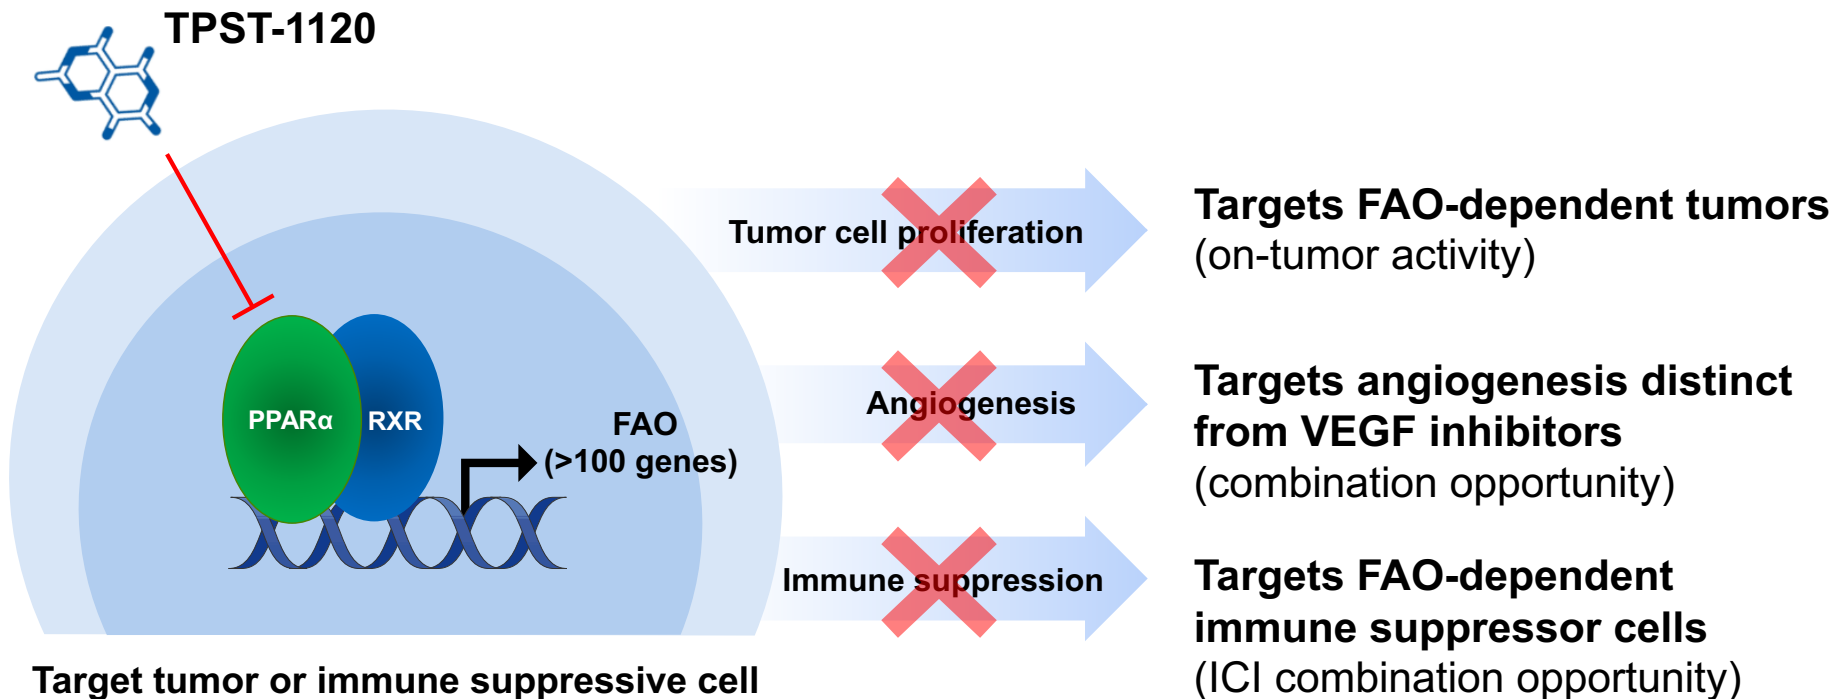 TPST-1120
PPARα
RXR
FAO
(>100 genes)
Target tumor or immune suppressive cell
Tumor cell proliferation
Targets FAO-dependent tumors
(on-tumor activity)
Angiogenesis
Targets angiogenesis distinct
from VEGF inhibitors
(combination opportunity)
Immune suppression
Targets FAO-dependent
immune suppressor cells
(ICI combination opportunity)